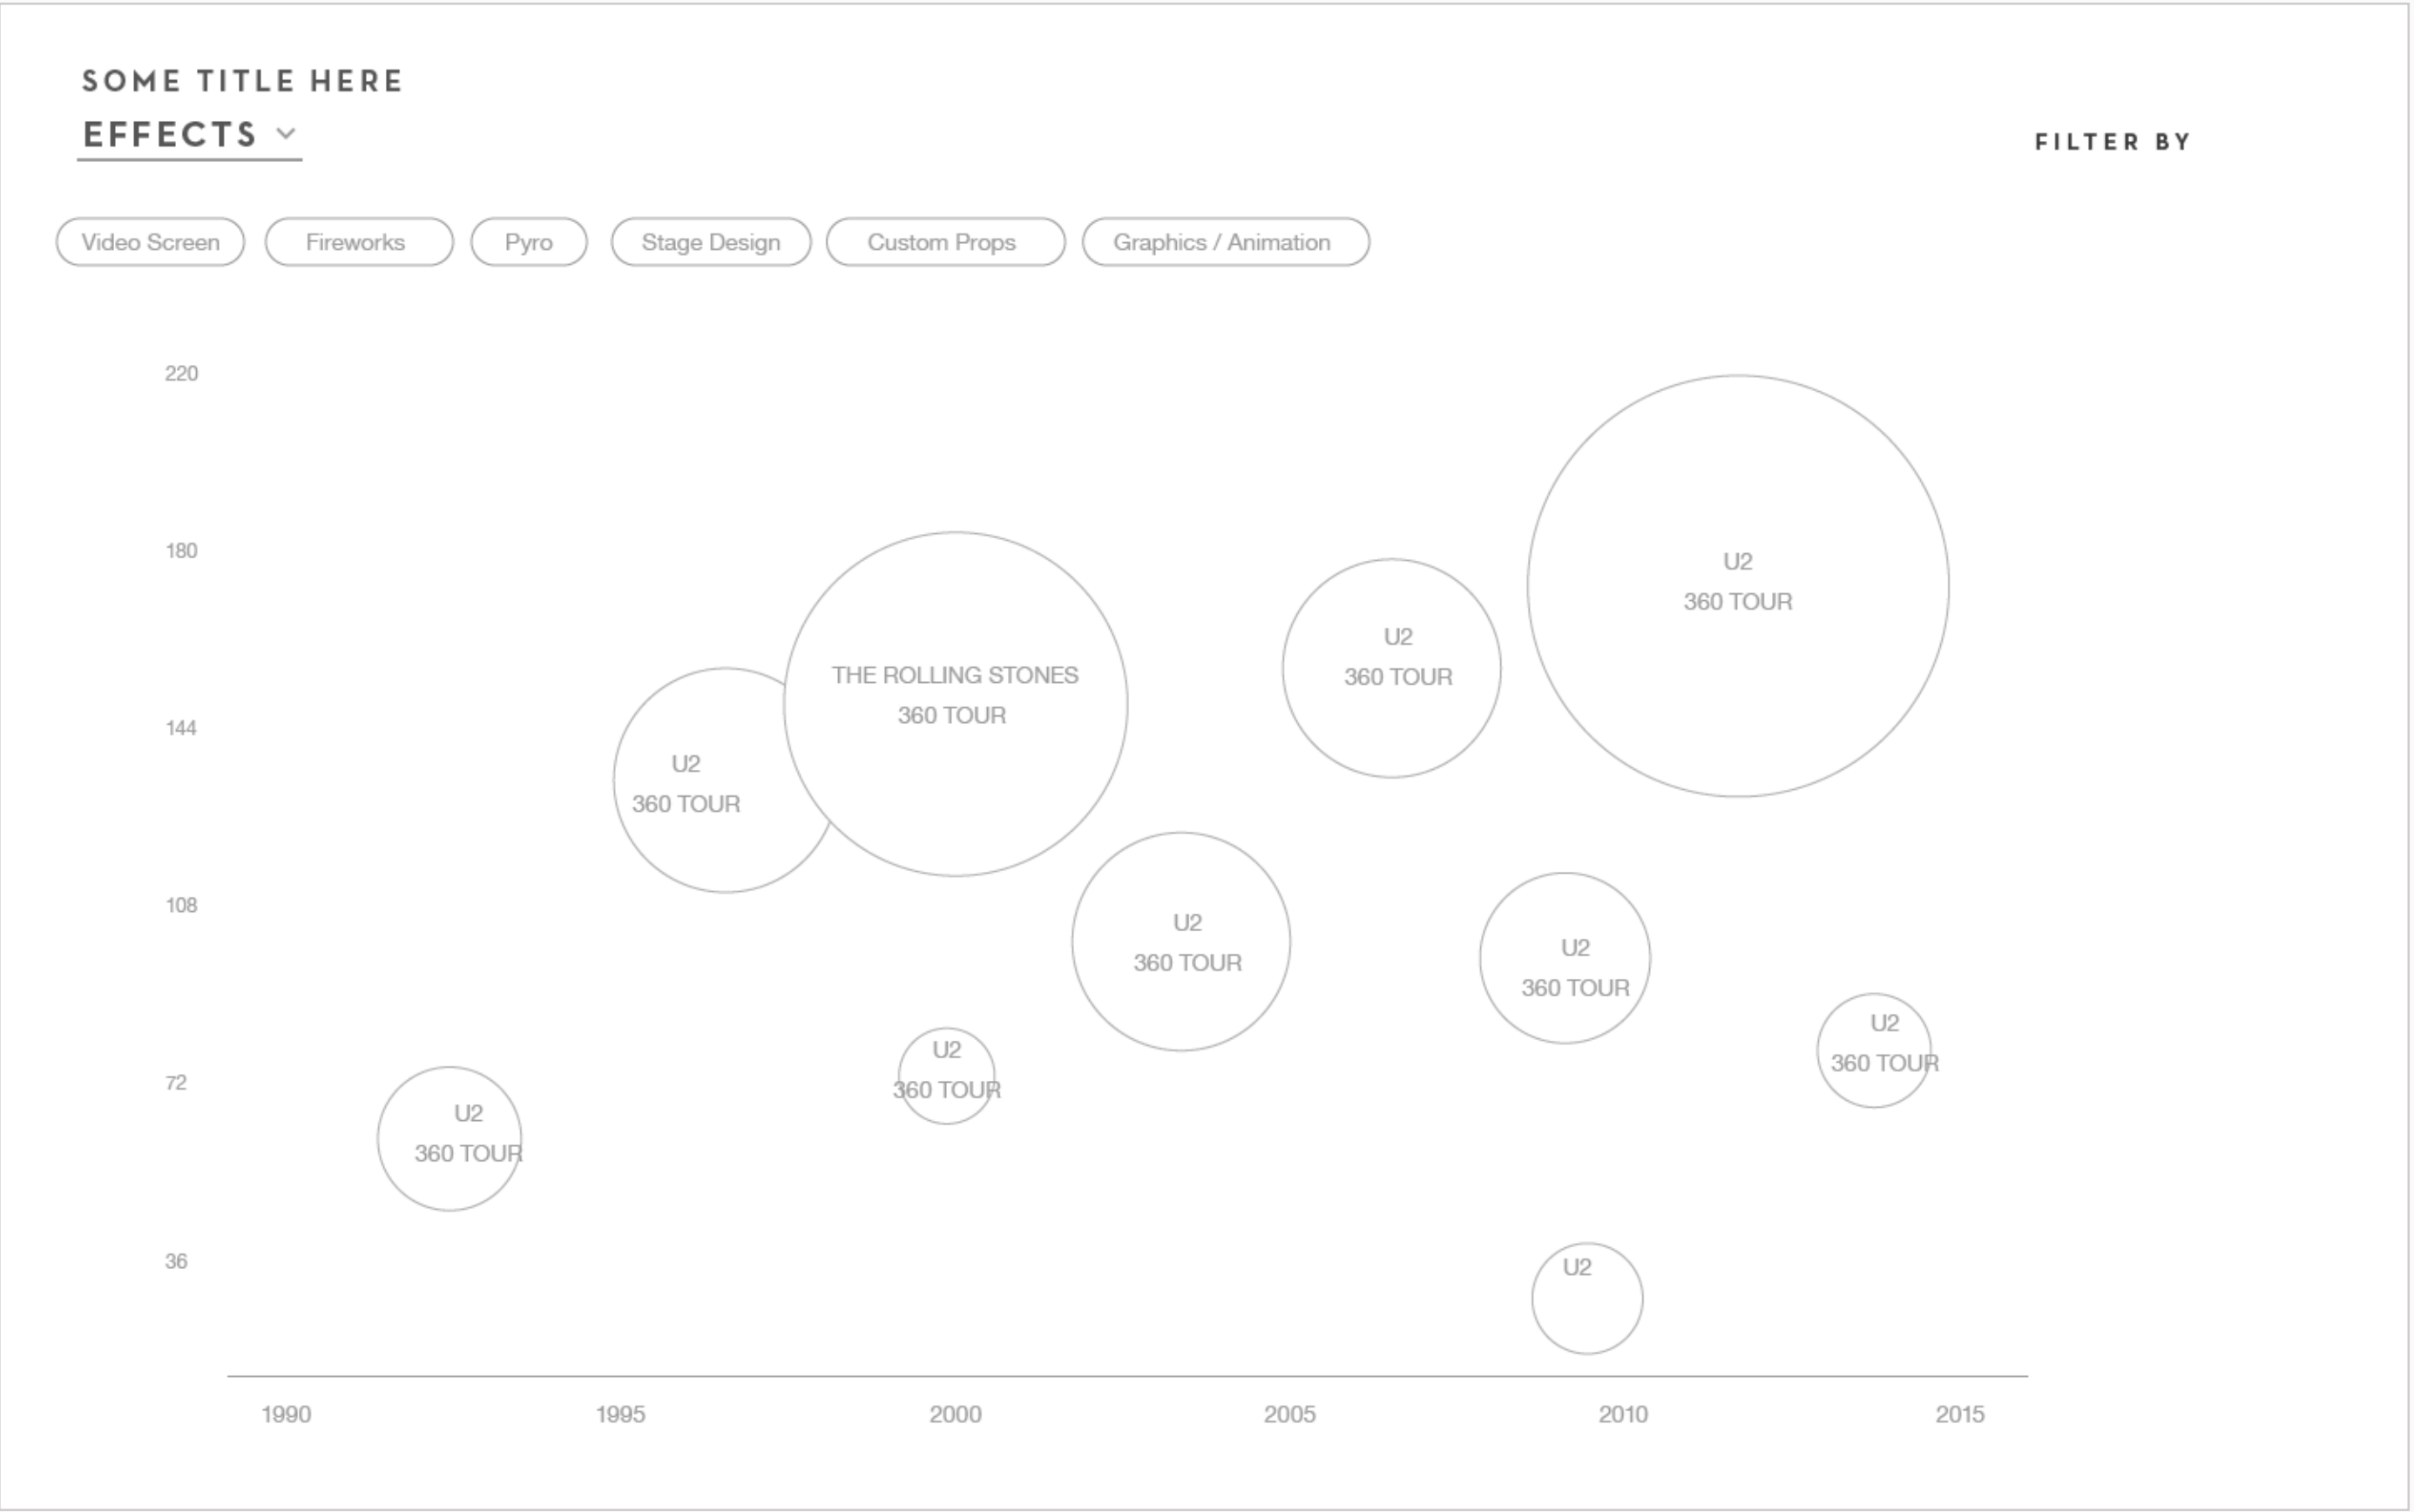 SOME TITLE HERE
EFFECTS
FILTER BY
Video Screen
Fireworks
Pyro
Stage Design
Custom Props
Graphics / Animation
220
180
144
108
72
36
U2
360 TOUR
THE ROLLING STONES
360 TOUR
U2
360 TOUR
U2
360 TOUR
U2
360 TOUR
U2
360 TOUR
U2
360 TOUR
U2
360 TOUR
U2
360 TOUR
U2
1990
1995
2000
2005
2010
2015